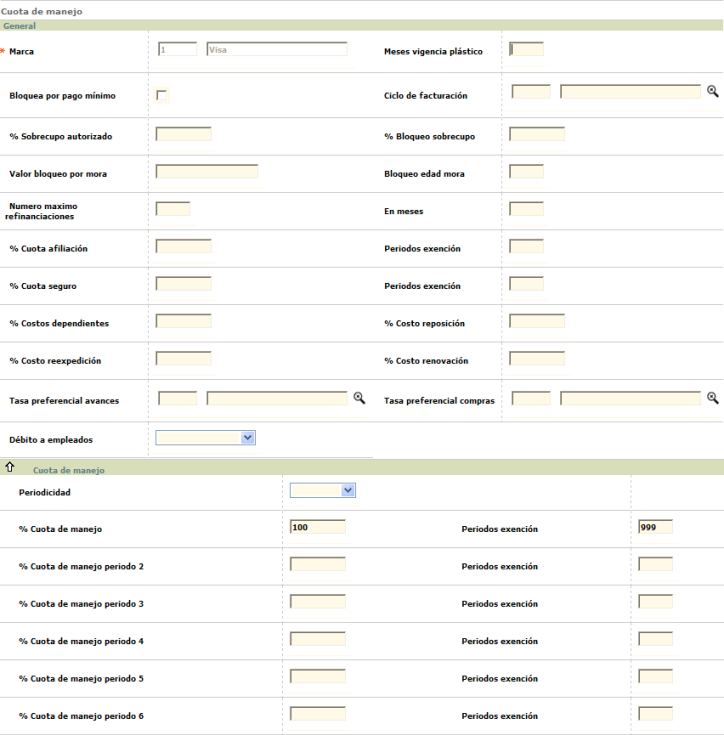 Cuota de manejo
General
* Marca 1 Visa Meses vigencia plástico
Bloquea por pago mínimo Ciclo de facturación
% Sobrecupo autorizado % Bloqueo sobrecupo
Valor bloqueo por mora Bloqueo edad mora
Numero maximo
refinanciaciones En meses
% Cuota afiliación Periodos exención
% Cuota seguro Periodos exención
% Costos dependientes % Costo reposición
% Costo reexpedición % Costo renovación
Tasa preferencial avances Tasa preferencial compras
Débito a empleados
Cuota de manejo
Periodicidad
% Cuota de manejo 100 Periodos exención 999
% Cuota de manejo periodo 2 Periodos exención
% Cuota de manejo periodo 3 Periodos exención
% Cuota de manejo periodo 4 Periodos exención
% Cuota de manejo periodo 5 Periodos exención
% Cuota de manejo periodo 6 Periodos exención